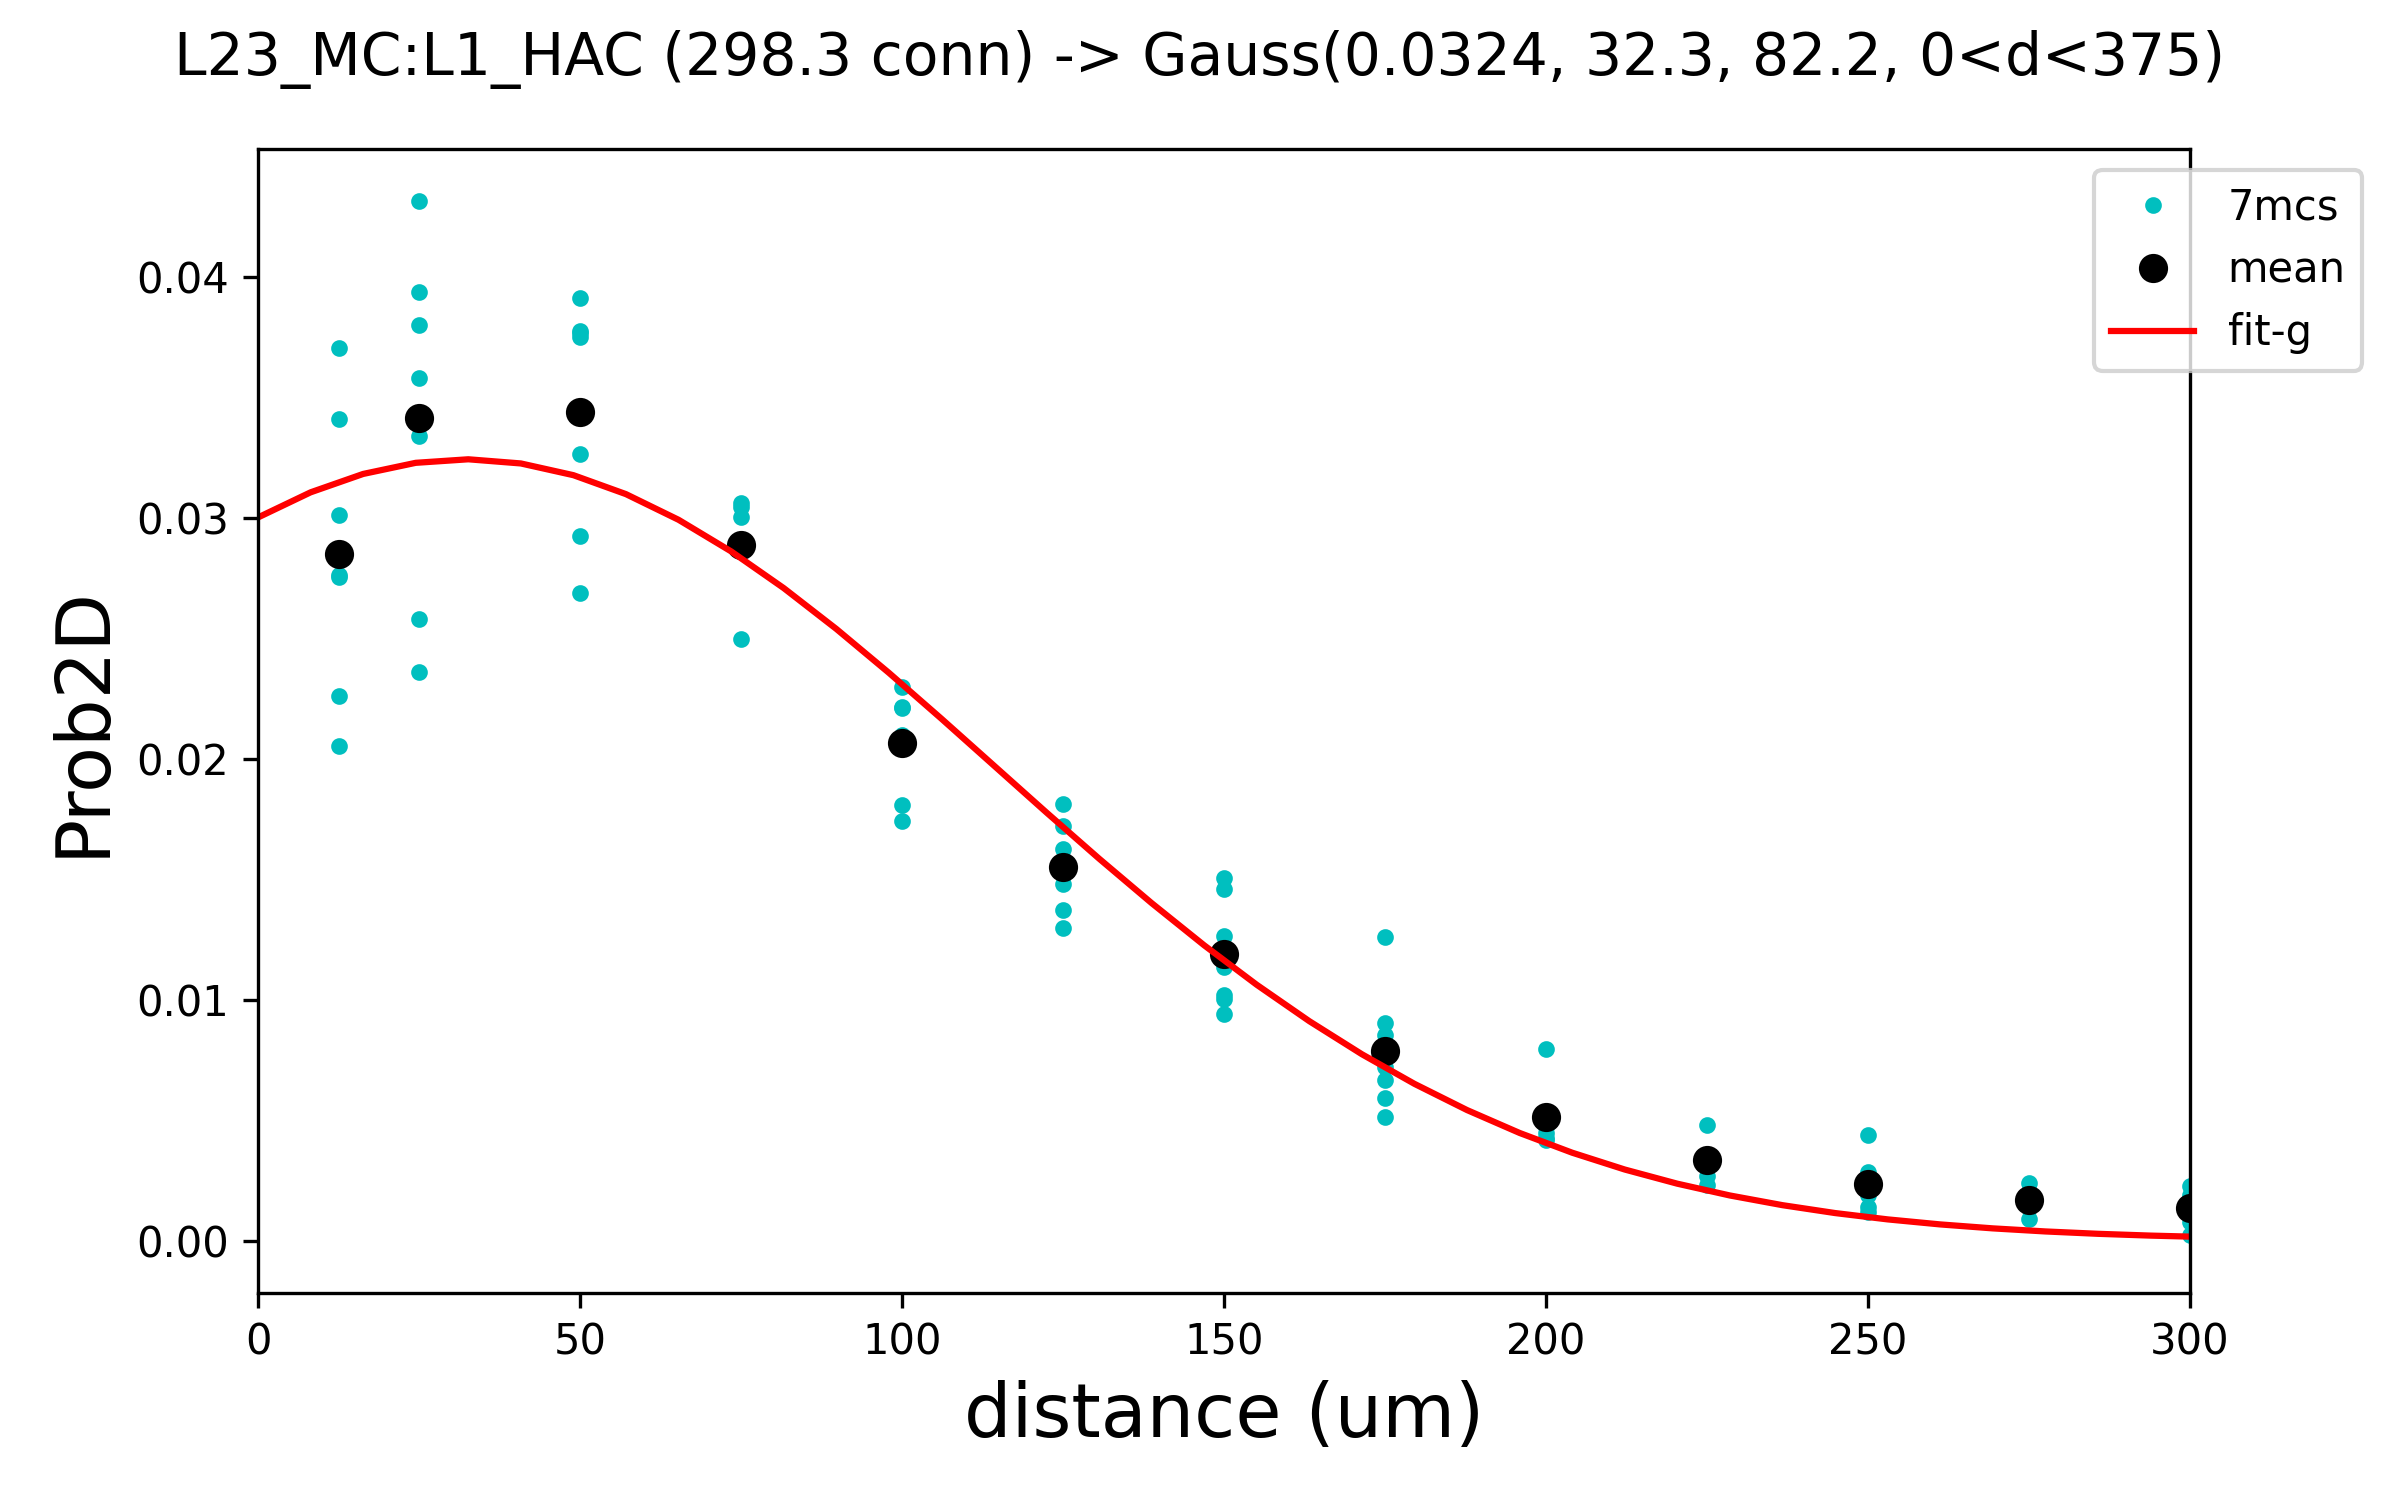 L23_MC:L1_HAC (298.3 conn) -> Gauss(0.0324, 32.3, 82.2, 0<d<375)
7mcs
mean
fit-g
Prob2D
0.04
0.03
0.02
0.01
0.00
0 50 100 150 200 250 300
distance (um)